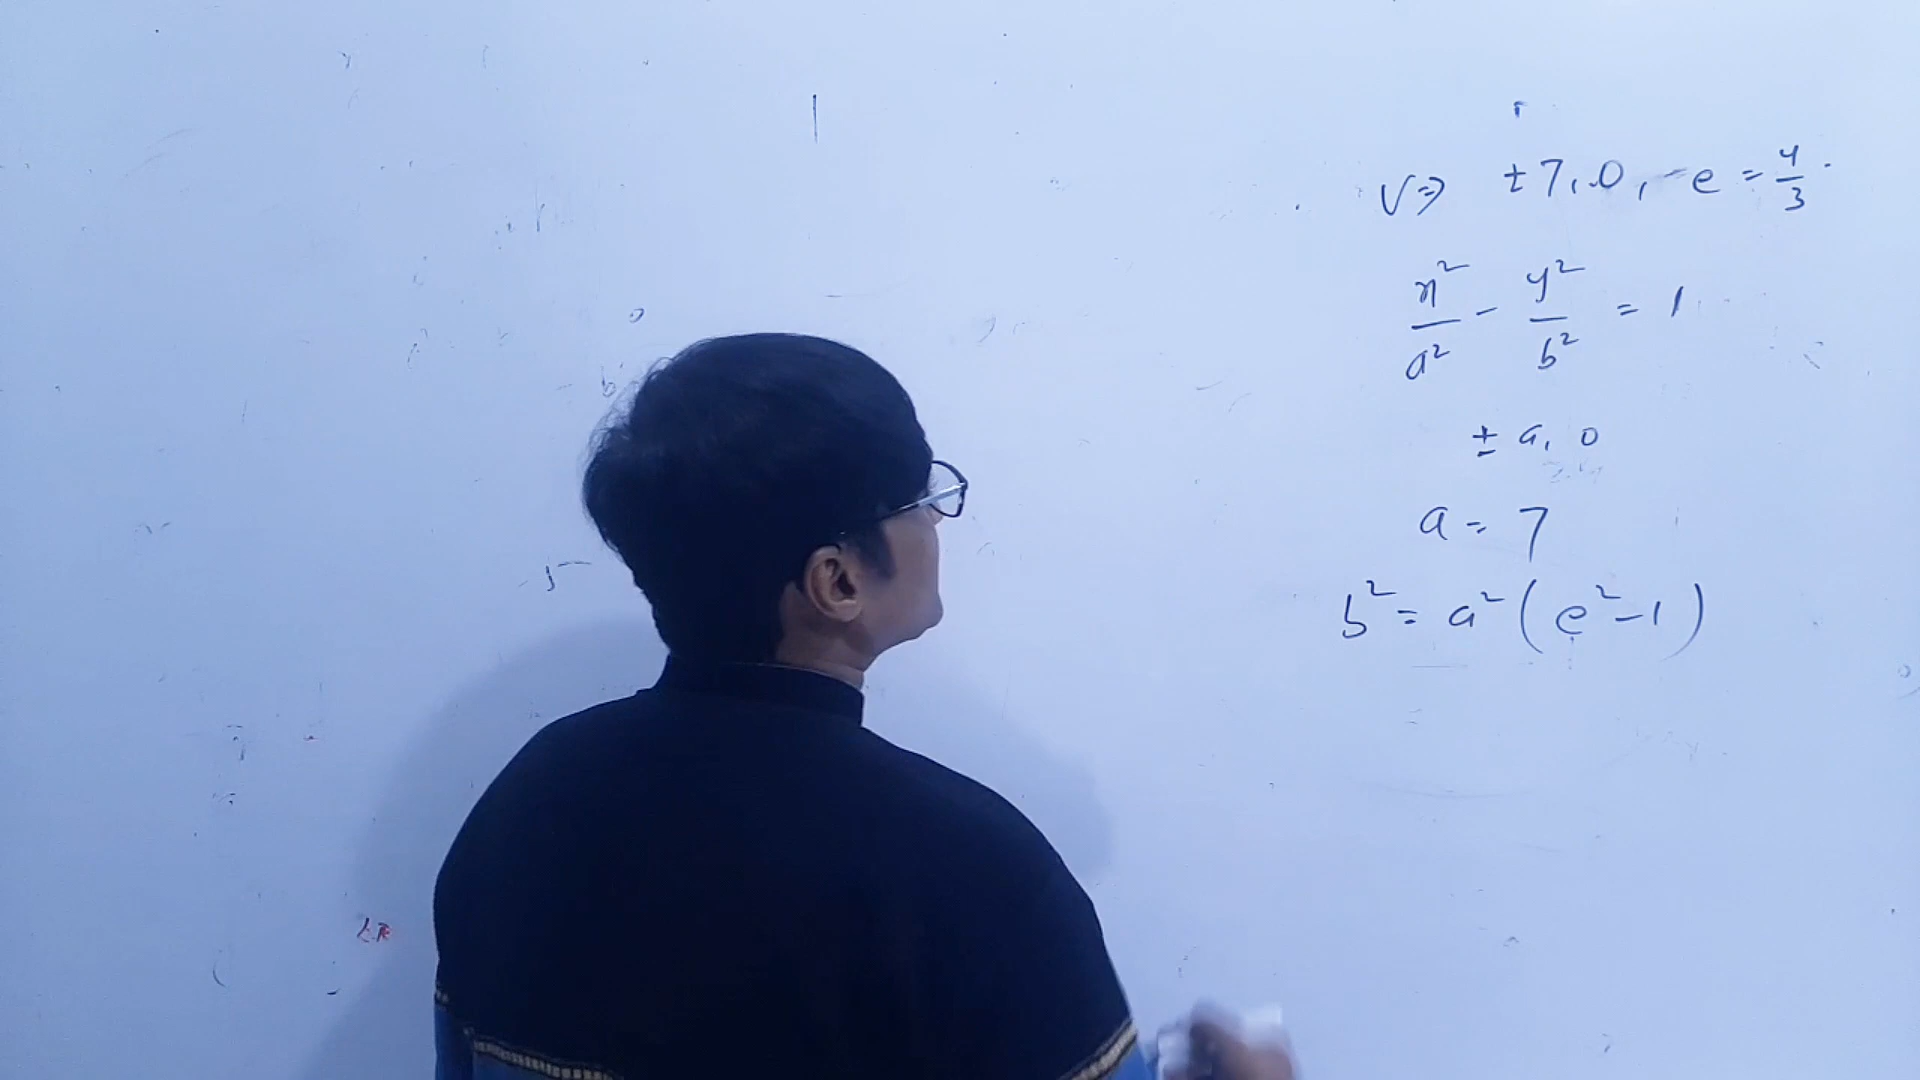 V⇒ ±7, 0, e = 4/3
x²/a² - y²/b² = 1
± a, 0
a = 7
b² = a² (e² - 1)